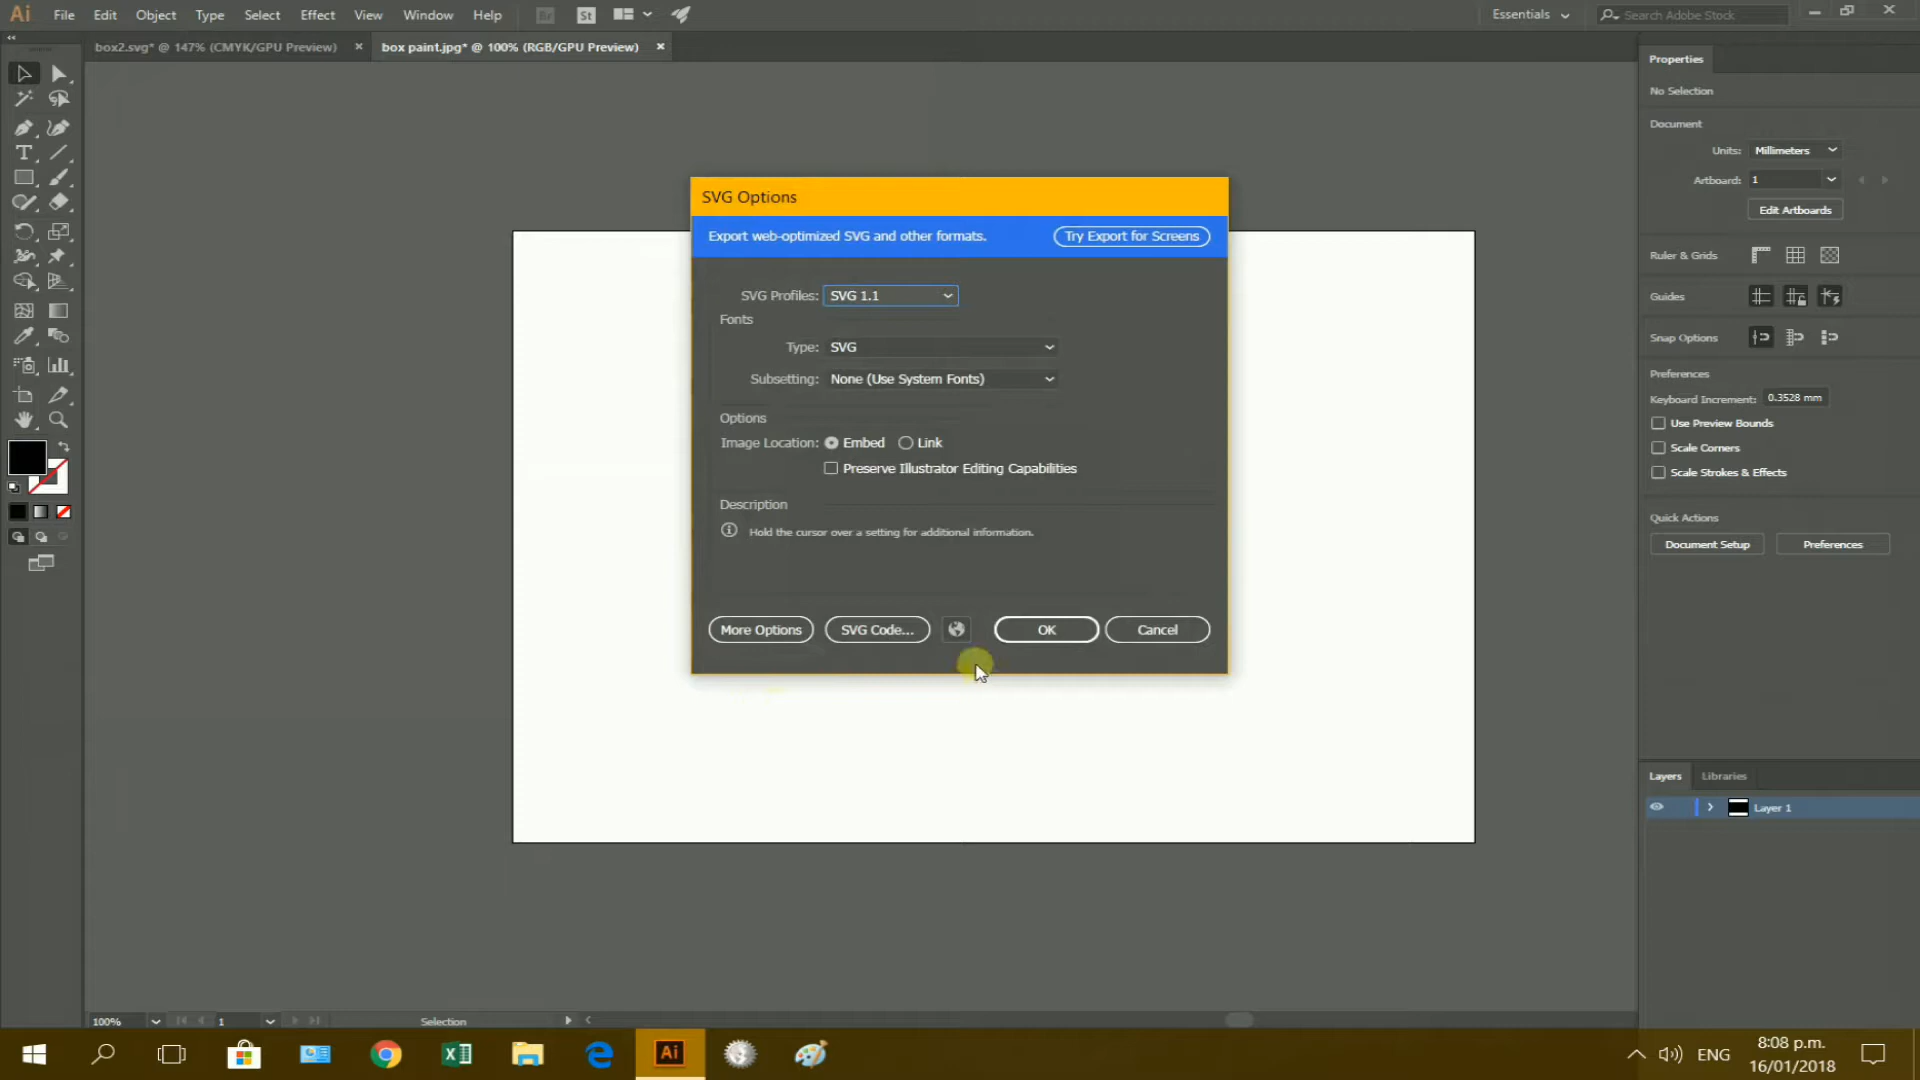 Ai File Edit Object Type Select Effect View Window Help Br St Essentials Search Adobe Stock
box2.svg* @ 147% (CMYK/GPU Preview) × box paint.jpg* @ 100% (RGB/GPU Preview) ×
Properties
No Selection
Document
Units: Millimeters
Artboard: 1
Edit Artboards
Ruler & Grids
Guides
Snap Options
Preferences
Keyboard Increment: 0.3528 mm
Use Preview Bounds
Scale Corners
Scale Strokes & Effects
Quick Actions
Document Setup Preferences
SVG Options
Export web-optimized SVG and other formats. Try Export for Screens
SVG Profiles: SVG 1.1
Fonts
Type: SVG
Subsetting: None (Use System Fonts)
Options
Image Location: Embed Link
Preserve Illustrator Editing Capabilities
Description
Hold the cursor over a setting for additional information.
More Options SVG Code... OK Cancel
Layers Libraries
Layer 1
100% 1 Selection
Ai ENG 8:08 p.m.
16/01/2018